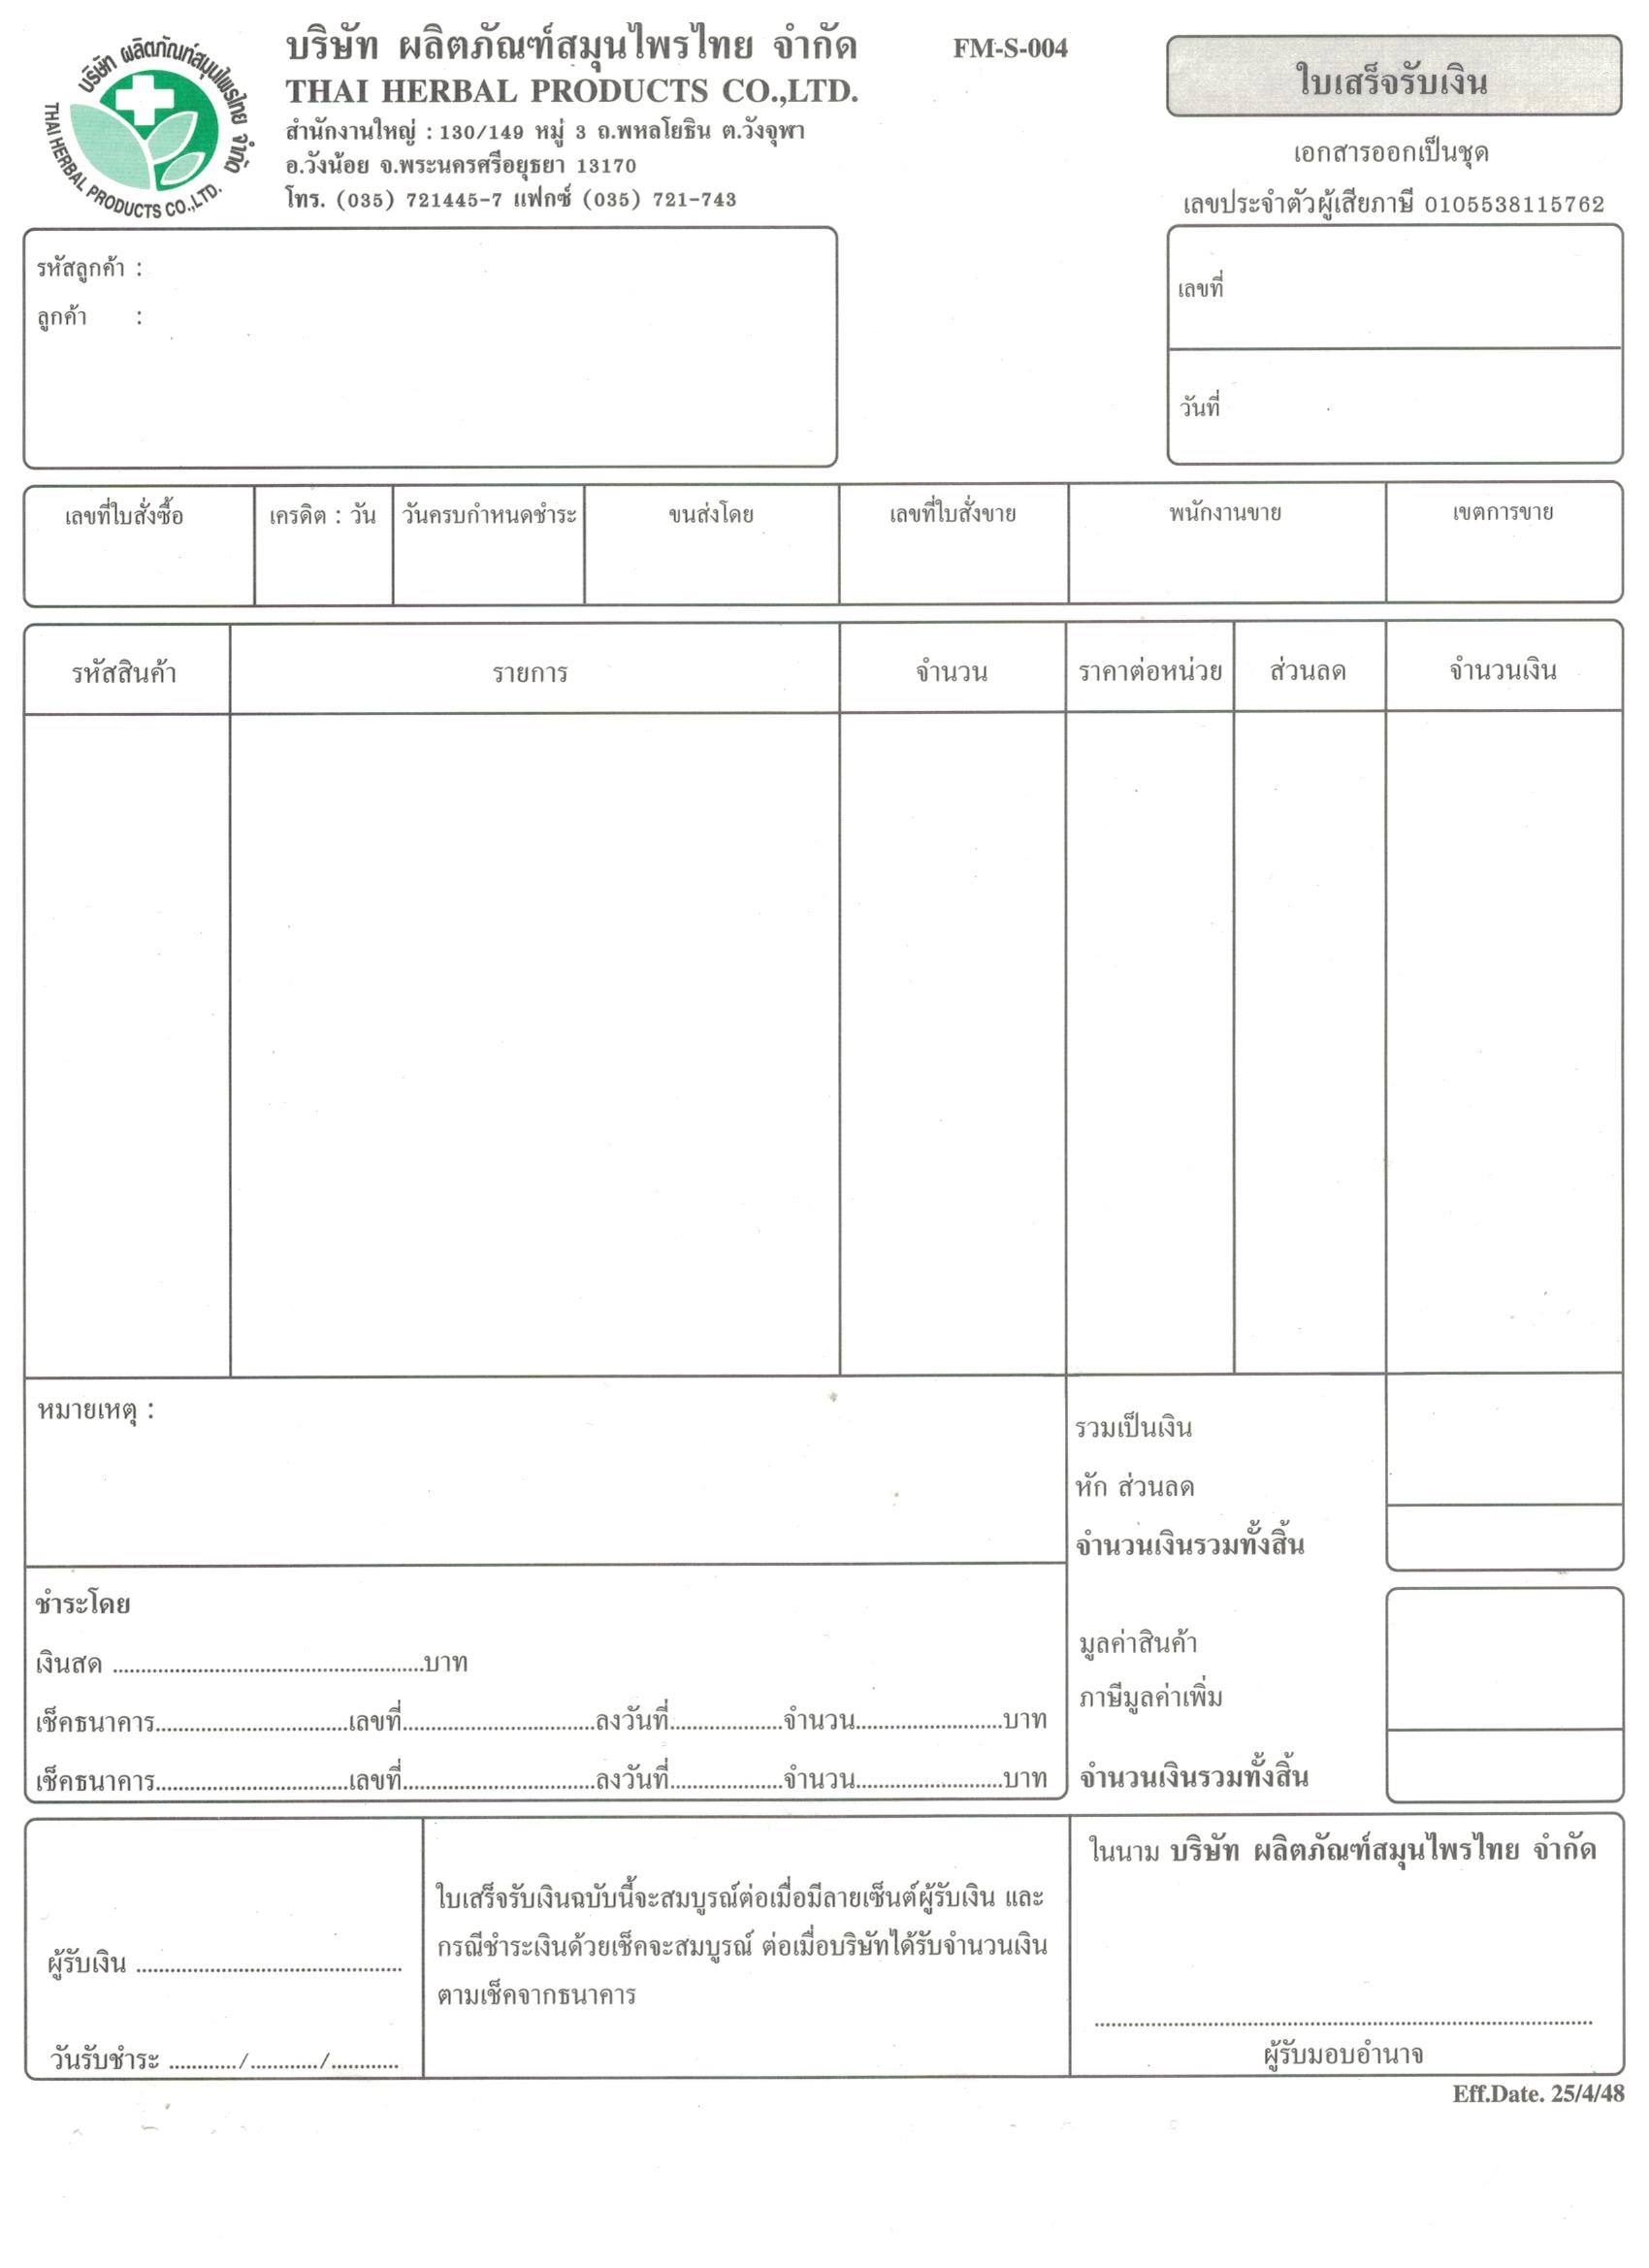 บริษัท ผลิตภัณฑ์สมุนไพรไทย จำกัด
THAI HERBAL PRODUCTS CO.,LTD.
บริษัท ผลิตภัณฑ์สมุนไพรไทย จำกัด
THAI HERBAL PRODUCTS CO.,LTD.
สำนักงานใหญ่ : 130/149 หมู่ 3 ถ.พหลโยธิน ต.วังจุฬา
อ.วังน้อย จ.พระนครศรีอยุธยา 13170
โทร. (035) 721445-7 แฟกซ์ (035) 721-743
FM-S-004
ใบเสร็จรับเงิน
เอกสารออกเป็นชุด
เลขประจำตัวผู้เสียภาษี 0105538115762
รหัสลูกค้า :
ลูกค้า :
เลขที่
วันที่
เลขที่ใบสั่งซื้อ เครดิต : วัน วันครบกำหนดชำระ ขนส่งโดย เลขที่ใบสั่งขาย พนักงานขาย เขตการขาย
รหัสสินค้า รายการ จำนวน ราคาต่อหน่วย ส่วนลด จำนวนเงิน
หมายเหตุ :
รวมเป็นเงิน
หัก ส่วนลด
จำนวนเงินรวมทั้งสิ้น
ชำระโดย
เงินสด ........................................................บาท
เช็คธนาคาร..................................เลขที่..................................ลงวันที่....................จำนวน..........................บาท
เช็คธนาคาร..................................เลขที่..................................ลงวันที่....................จำนวน..........................บาท
มูลค่าสินค้า
ภาษีมูลค่าเพิ่ม
จำนวนเงินรวมทั้งสิ้น
ผู้รับเงิน ................................................
วันรับชำระ ............/............/............
ใบเสร็จรับเงินฉบับนี้จะสมบูรณ์ต่อเมื่อมีลายเซ็นต์ผู้รับเงิน และ
กรณีชำระเงินด้วยเช็คจะสมบูรณ์ ต่อเมื่อบริษัทได้รับจำนวนเงิน
ตามเช็คจากธนาคาร
ในนาม บริษัท ผลิตภัณฑ์สมุนไพรไทย จำกัด
..........................................................................................
ผู้รับมอบอำนาจ
Eff.Date. 25/4/48